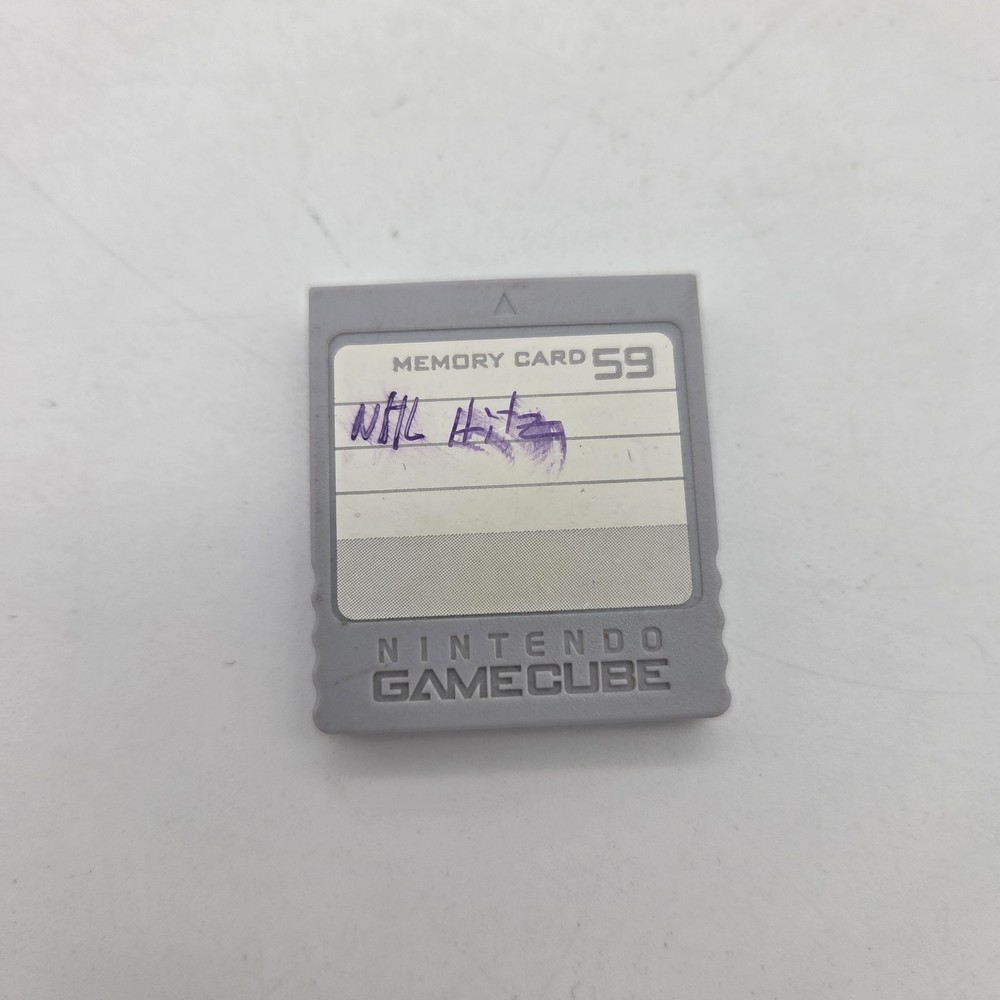 MEMORY CARD 59
NHL Hitz
NINTENDO
GAMECUBE